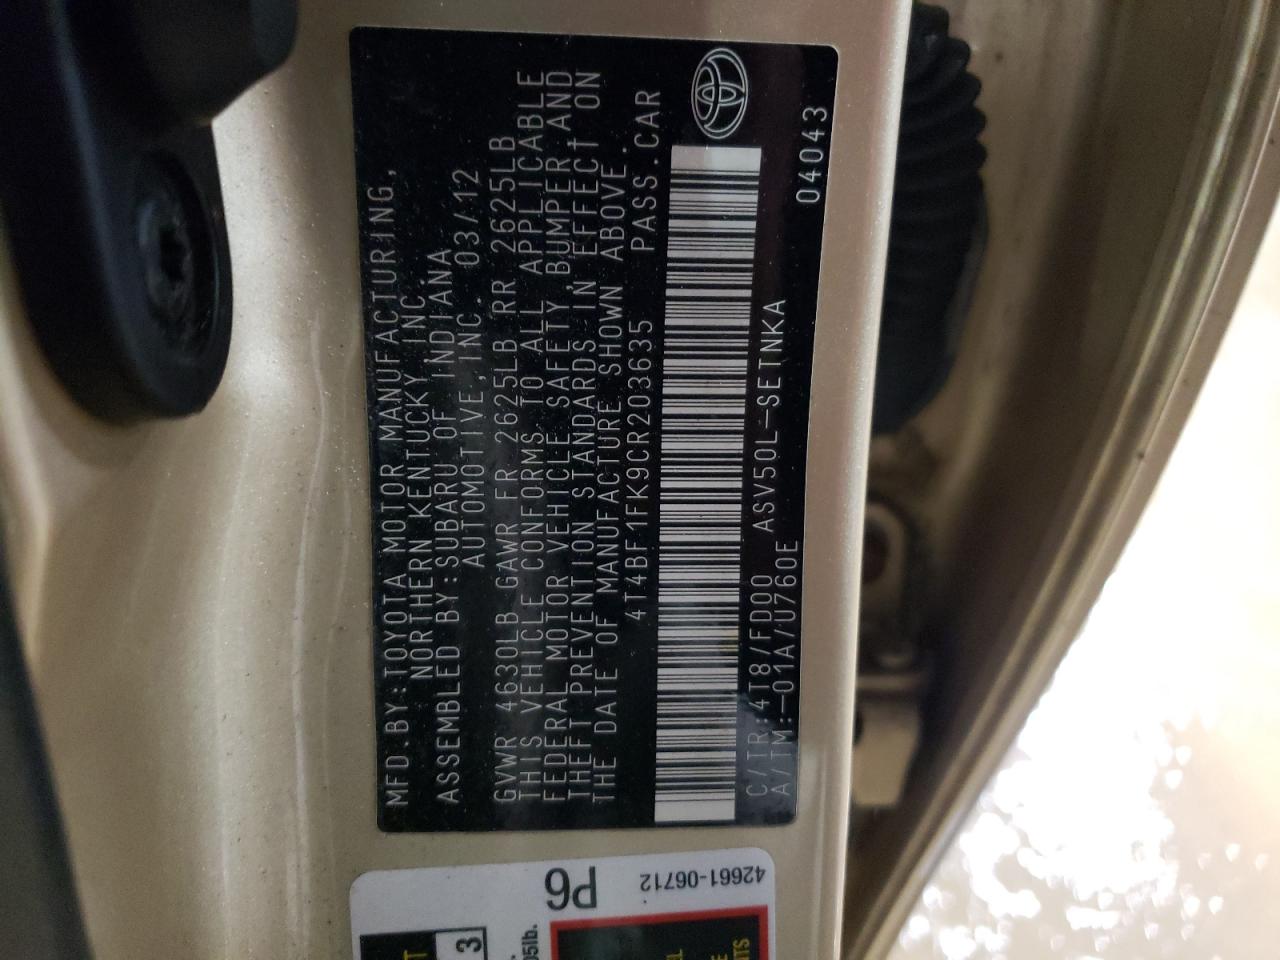 MFD.BY:TOYOTA MOTOR MANUFACTURING,
NORTHERN KENTUCKY INC.
ASSEMBLED BY:SUBARU OF INDIANA
AUTOMOTIVE,INC. 03/12
GVWR 4630LB GAWR FR 2625LB RR 2625LB
THIS VEHICLE CONFORMS TO ALL APPLICABLE
FEDERAL MOTOR VEHICLE SAFETY,BUMPER AND
THEFT PREVENTION STANDARDS IN EFFECT ON
THE DATE OF MANUFACTURE SHOWN ABOVE.
4T4BF1FK9CR203635 PASS.CAR
C/TR:4T8/FD00 ASV50L-SETNKA
A/TM:-01A/U760E 04043
42661-06712
P6
3
05lb.